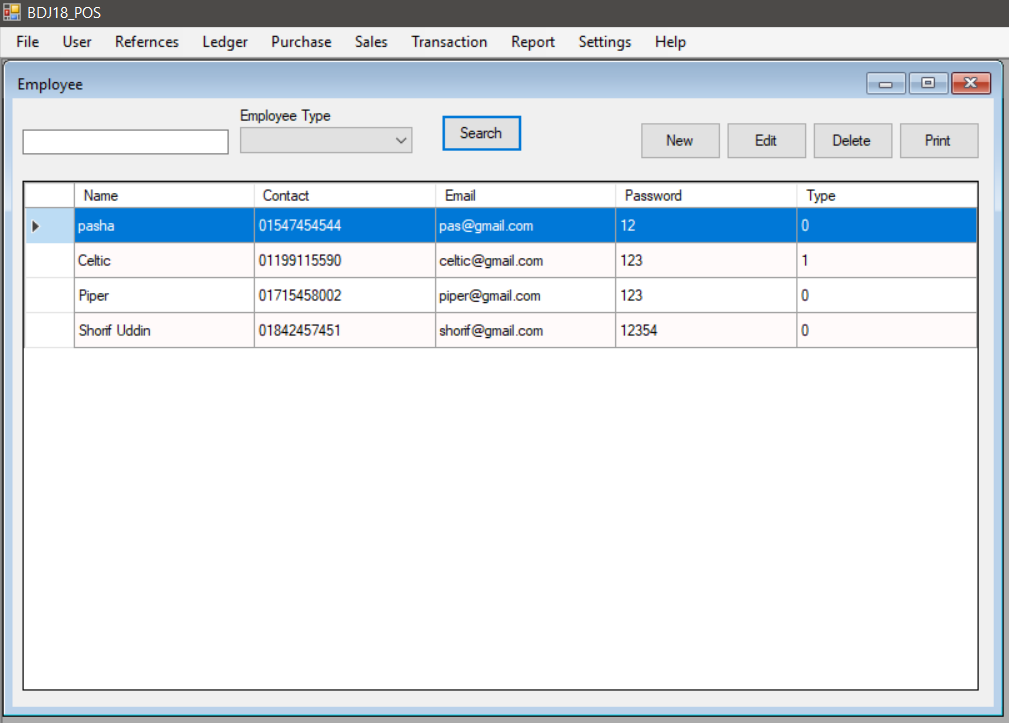 BDJ18_POS
File User Refernces Ledger Purchase Sales Transaction Report Settings Help
Employee
Employee Type
Search New Edit Delete Print
Name Contact Email Password Type
pasha 01547454544 pas@gmail.com 12 0
Celtic 01199115590 celtic@gmail.com 123 1
Piper 01715458002 piper@gmail.com 123 0
Shorif Uddin 01842457451 shorif@gmail.com 12354 0